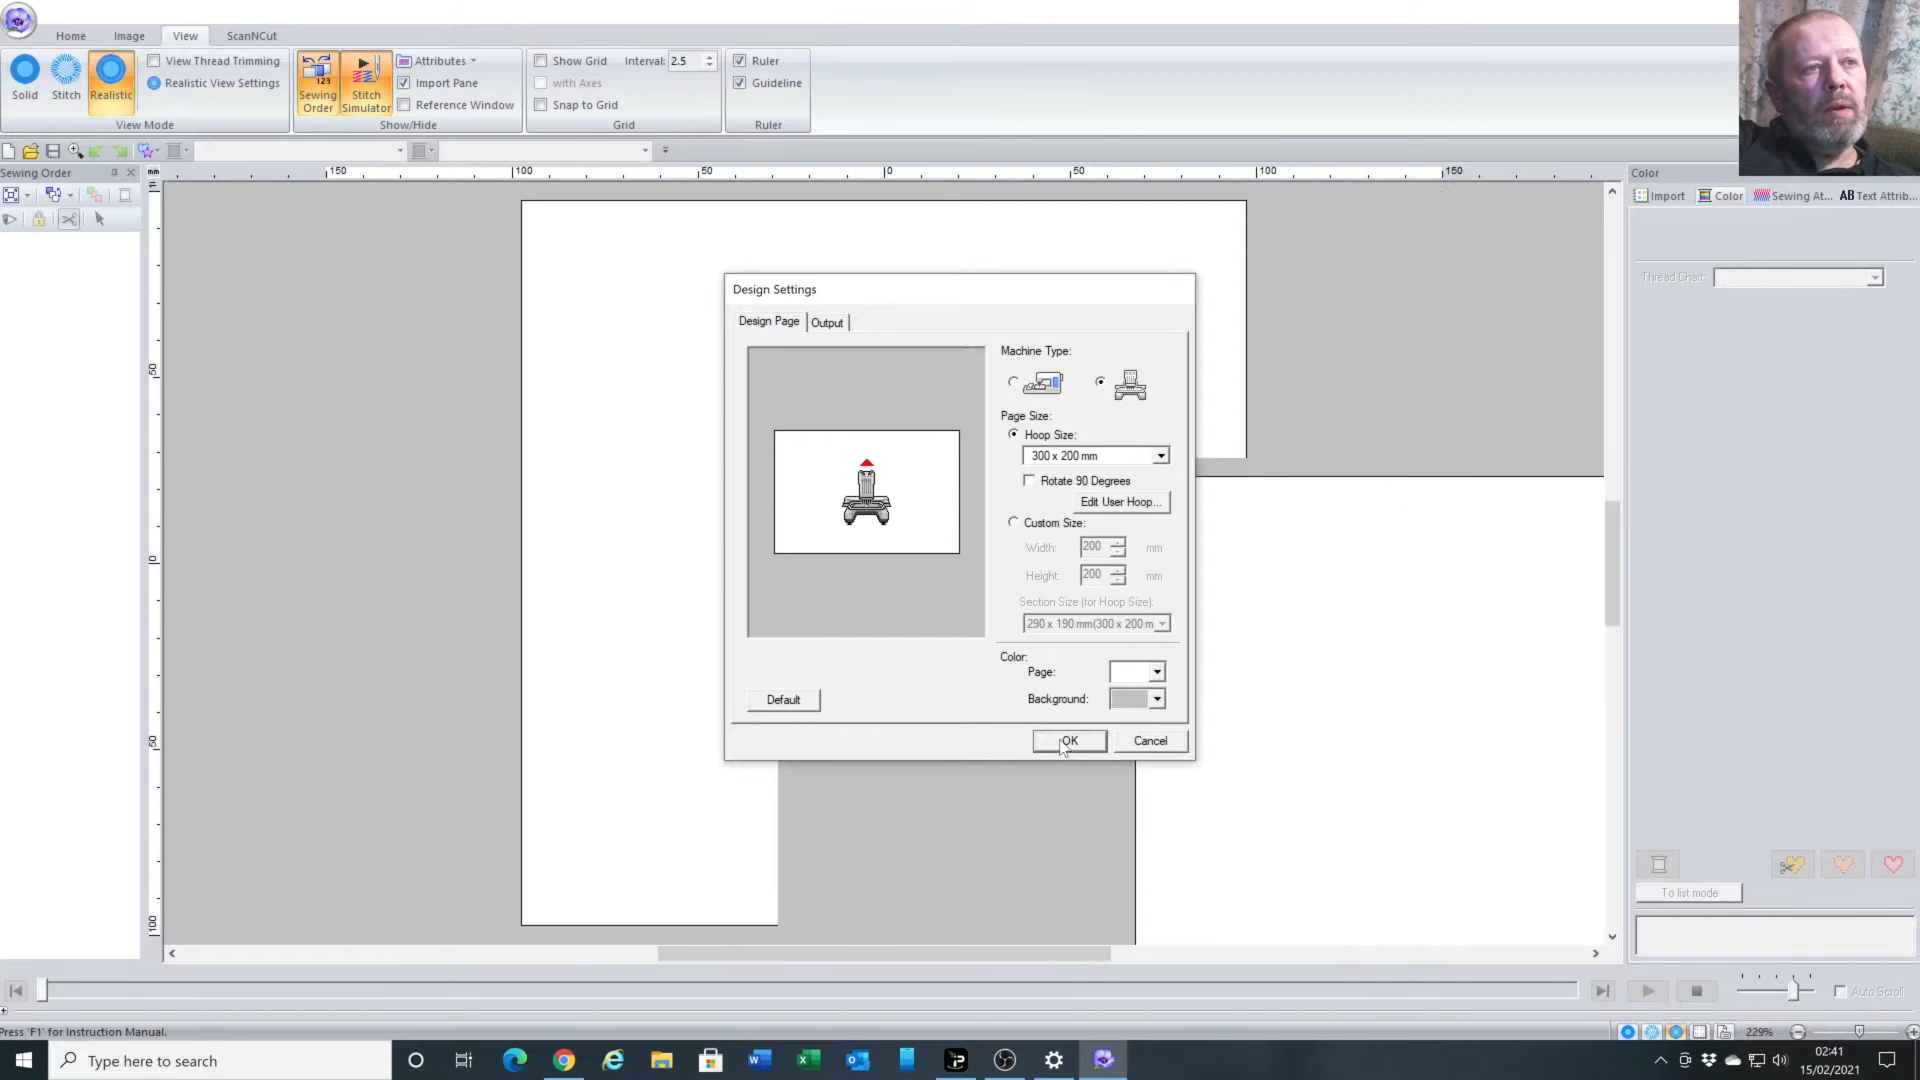 Home Image View ScanNCut
Solid Stitch Realistic
View Thread Trimming
Realistic View Settings
View Mode
Sewing Order
Stitch Simulator
Attributes
Import Pane
Reference Window
Show/Hide
Show Grid Interval: 2.5
with Axes
Snap to Grid
Grid
Ruler
Guideline
Ruler
Sewing Order
mm
150 100 50 0 50 100 150
50
0
50
100
Color
Import Color Sewing At... AB Text Attrib...
Thread Chart:
To list mode
Design Settings
Design Page Output
Machine Type:
Page Size:
Hoop Size:
300 x 200 mm
Rotate 90 Degrees
Edit User Hoop...
Custom Size:
Width: 200 mm
Height: 200 mm
Section Size (for Hoop Size):
290 x 190 mm(300 x 200 m
Color:
Page:
Background:
Default
OK Cancel
Auto Scroll
Press 'F1' for Instruction Manual.
229%
Type here to search
02:41
15/02/2021